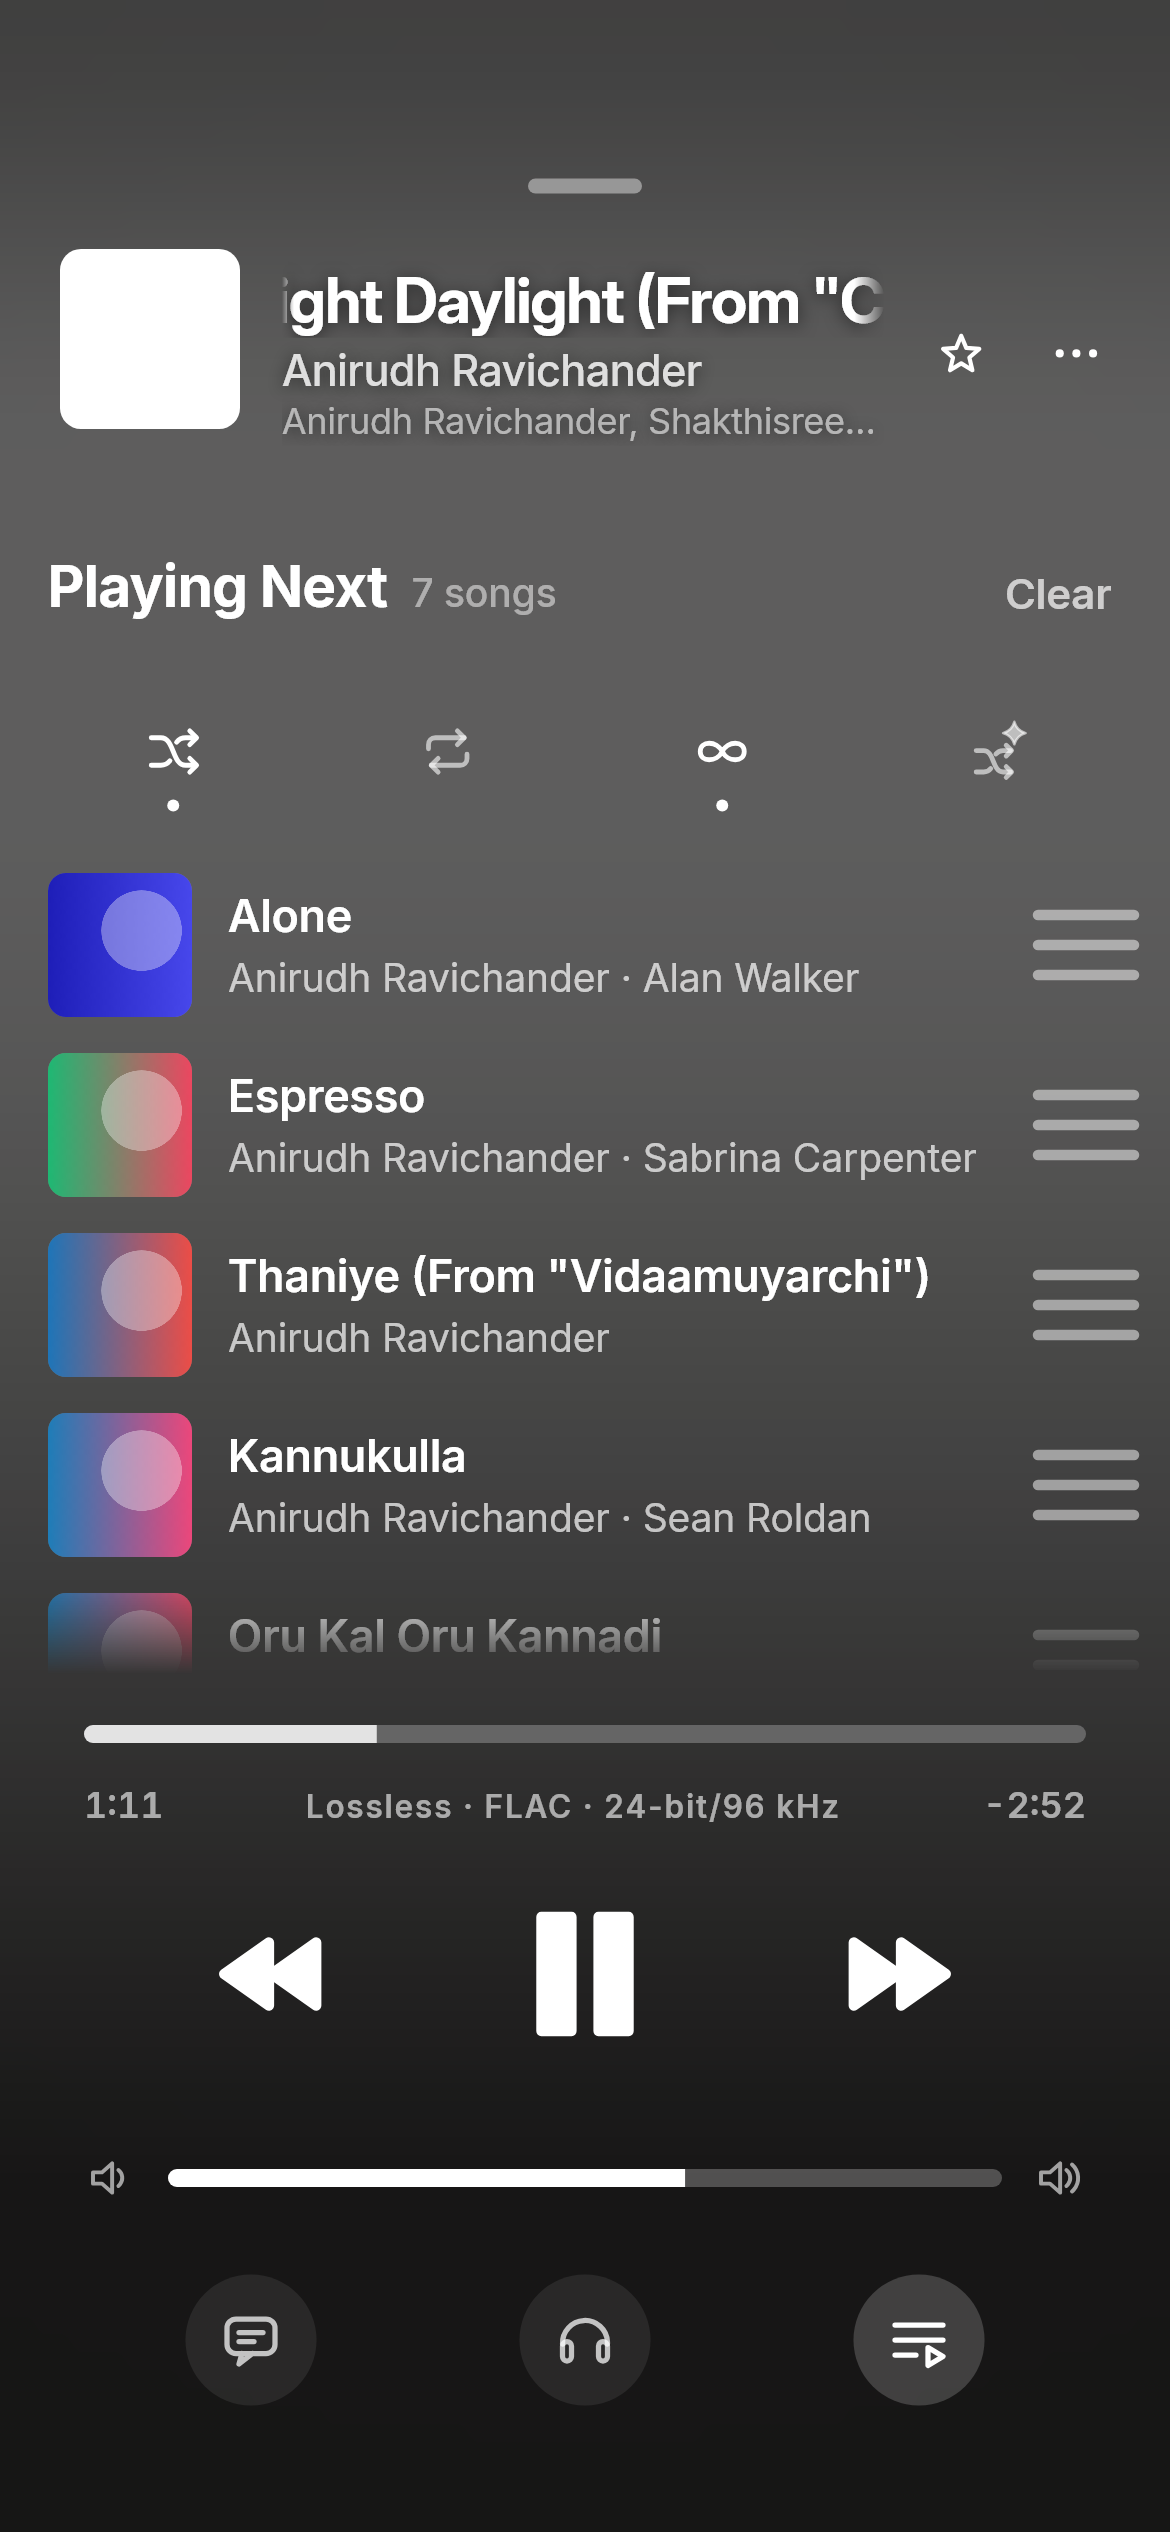 ight Daylight (From "C
Anirudh Ravichander
Anirudh Ravichander, Shakthisree...
Playing Next 7 songs
Clear
Alone
Anirudh Ravichander · Alan Walker
Espresso
Anirudh Ravichander · Sabrina Carpenter
Thaniye (From "Vidaamuyarchi")
Anirudh Ravichander
Kannukulla
Anirudh Ravichander · Sean Roldan
Oru Kal Oru Kannadi
1:11
Lossless · FLAC · 24-bit/96 kHz
-2:52